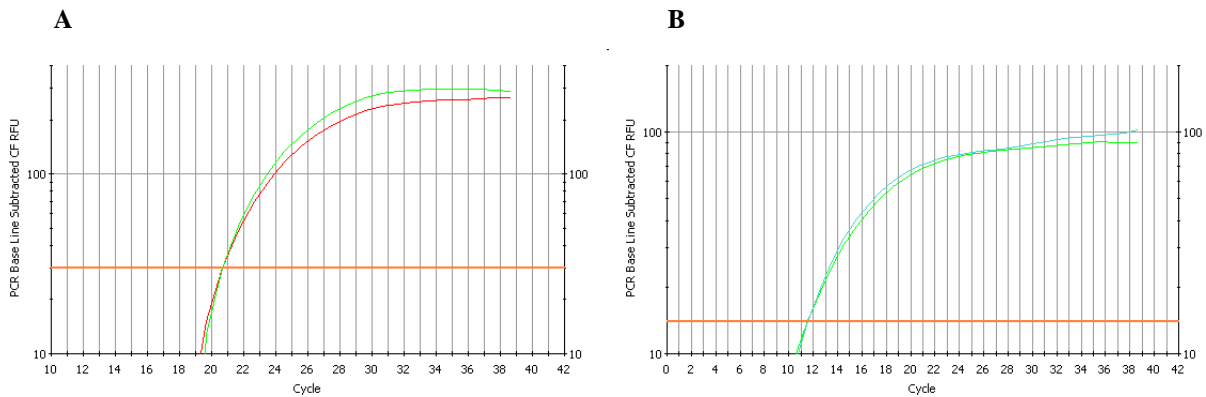 A
B
PCR Base Line Subtracted CF RFU
100
10
100
10
10 12 14 16 18 20 22 24 26 28 30 32 34 36 38 40 42
Cycle
PCR Base Line Subtracted CF RFU
100
10
100
10
0 2 4 6 8 10 12 14 16 18 20 22 24 26 28 30 32 34 36 38 40 42
Cycle